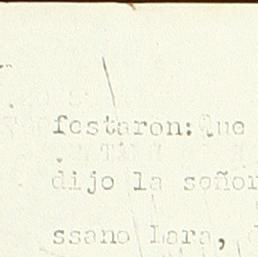 festaron: Que
dijo la señor
ssano Lara,